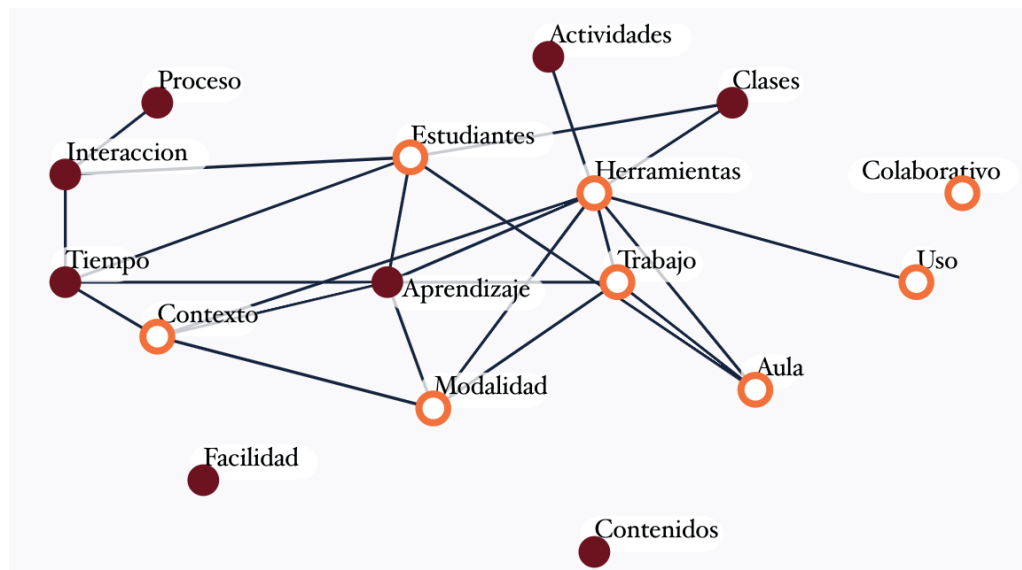 Actividades
Proceso
Clases
Estudiantes
Interaccion
Herramientas
Colaborativo
Tiempo
Trabajo
Uso
Aprendizaje
Contexto
Aula
Modalidad
Facilidad
Contenidos